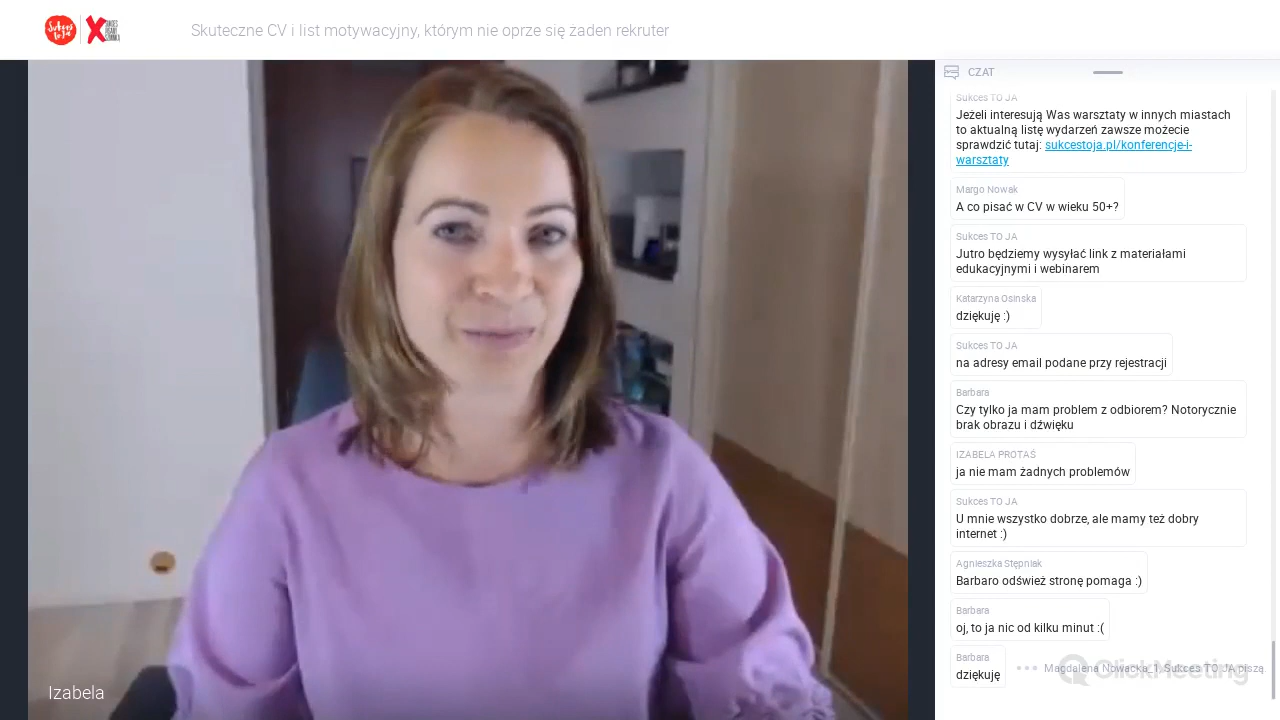 Sukces
to Ja
Skuteczne CV i list motywacyjny, którym nie oprze się żaden rekruter
CZAT
Sukces TO JA
Jeżeli interesują Was warsztaty w innych miastach
to aktualną listę wydarzeń zawsze możecie
sprawdzić tutaj: sukcestoja.pl/konferencje-i-
warsztaty
Margo Nowak
A co pisać w CV w wieku 50+?
Sukces TO JA
Jutro będziemy wysyłać link z materiałami
edukacyjnymi i webinarem
Katarzyna Osinska
dziękuję :)
Sukces TO JA
na adresy email podane przy rejestracji
Barbara
Czy tylko ja mam problem z odbiorem? Notorycznie
brak obrazu i dźwięku
IZABELA PROTAŚ
ja nie mam żadnych problemów
Sukces TO JA
U mnie wszystko dobrze, ale mamy też dobry
internet :)
Agnieszka Stępniak
Barbaro odśwież stronę pomaga :)
Barbara
oj, to ja nic od kilku minut :(
Barbara
dziękuję
Magdalena Nowacka_1, Sukces TO JA piszą.
ClickMeeting
Izabela